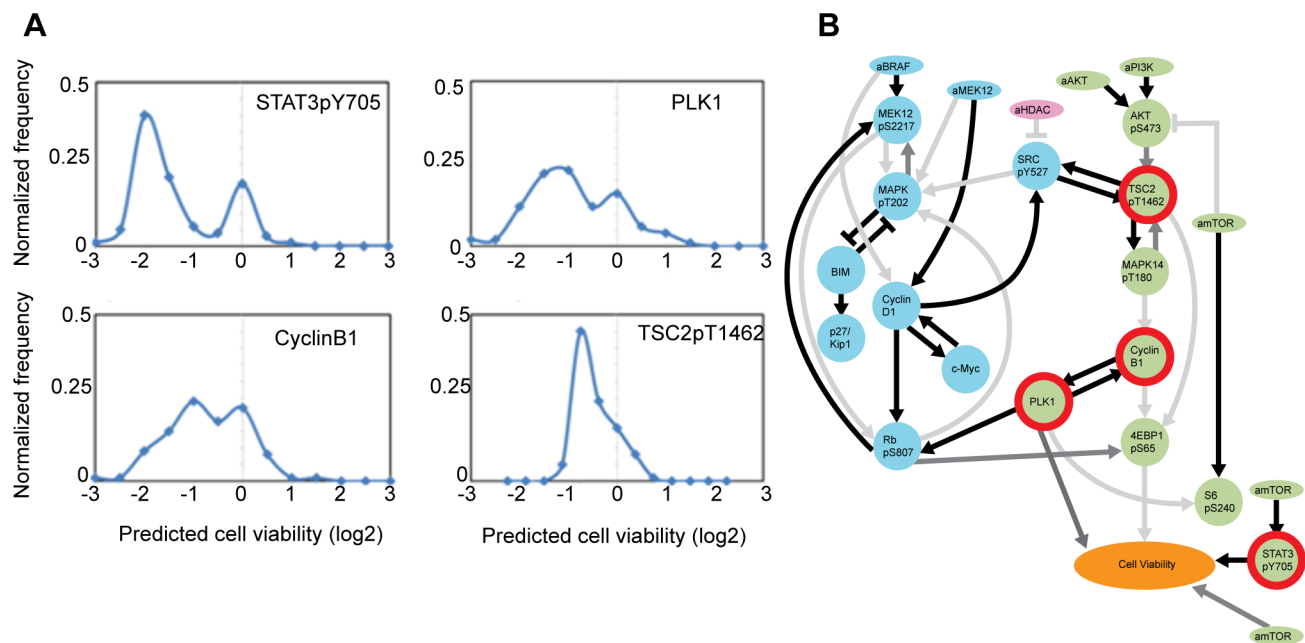 A
B
Normalized frequency
0.5
0.25
0
STAT3pY705
-3 -2 -1 0 1 2 3
0.5
0.25
0
PLK1
-3 -2 -1 0 1 2 3
Normalized frequency
0.5
0.25
0
CyclinB1
-3 -2 -1 0 1 2 3
Predicted cell viability (log2)
0.5
0.25
0
TSC2pT1462
-3 -2 -1 0 1 2 3
Predicted cell viability (log2)
aBRAF
aPI3K
aAKT
aMEK12
aHDAC
MEK12
pS2217
AKT
pS473
SRC
pY527
MAPK
pT202
TSC2
pT1462
amTOR
BIM
MAPK14
pT180
Cyclin
D1
p27/
Kip1
Cyclin
B1
c-Myc
PLK1
Rb
pS807
4EBP1
pS65
S6
pS240
amTOR
STAT3
pY705
Cell Viability
amTOR